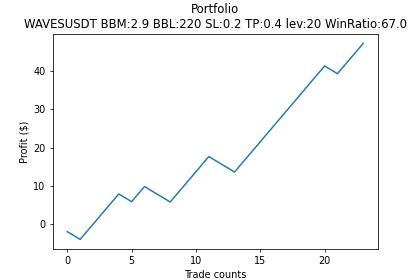 Portfolio
WAVESUSDT BBM:2.9 BBL:220 SL:0.2 TP:0.4 lev:20 WinRatio:67.0
Profit ($)
40
30
20
10
0
0 5 10 15 20
Trade counts